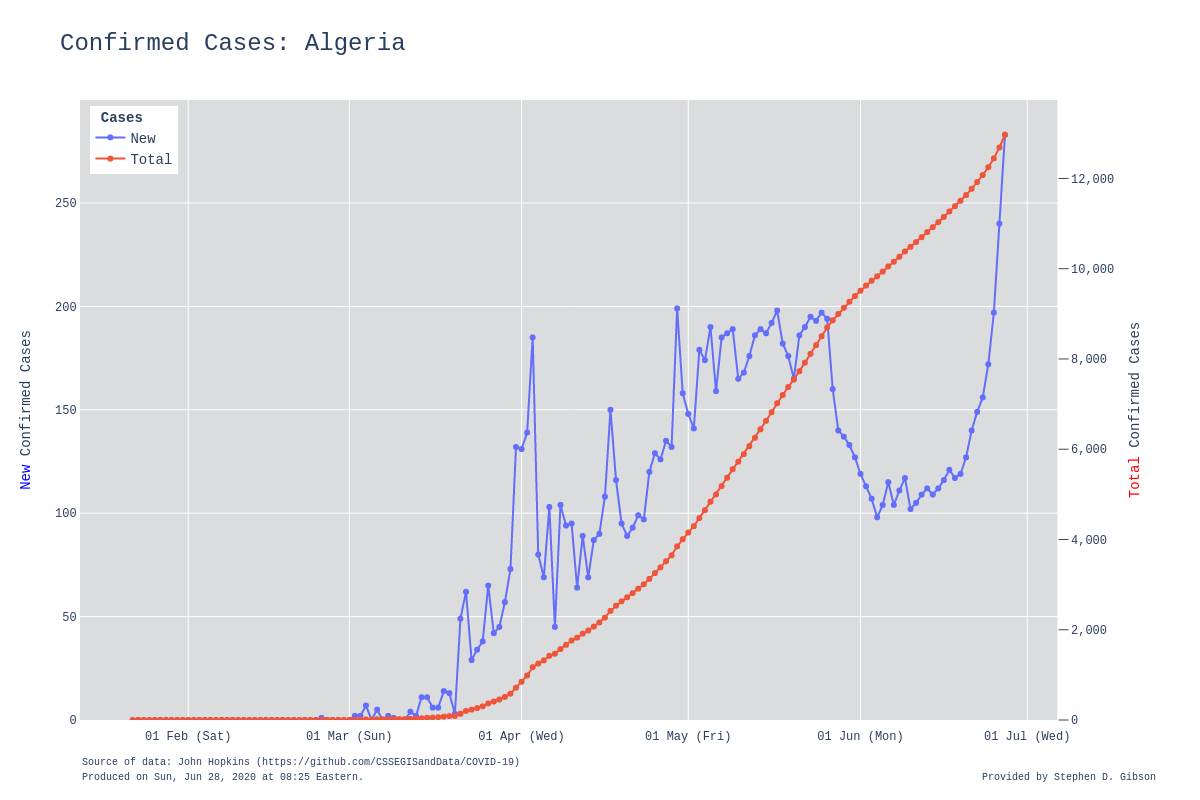 Confirmed Cases: Algeria
Cases
New
Total
250
200
150
100
50
0
12,000
10,000
8,000
6,000
4,000
2,000
0
New Confirmed Cases
Total Confirmed Cases
01 Feb (Sat) 01 Mar (Sun) 01 Apr (Wed) 01 May (Fri) 01 Jun (Mon) 01 Jul (Wed)
Source of data: John Hopkins (https://github.com/CSSEGISandData/COVID-19)
Produced on Sun, Jun 28, 2020 at 08:25 Eastern.
Provided by Stephen D. Gibson